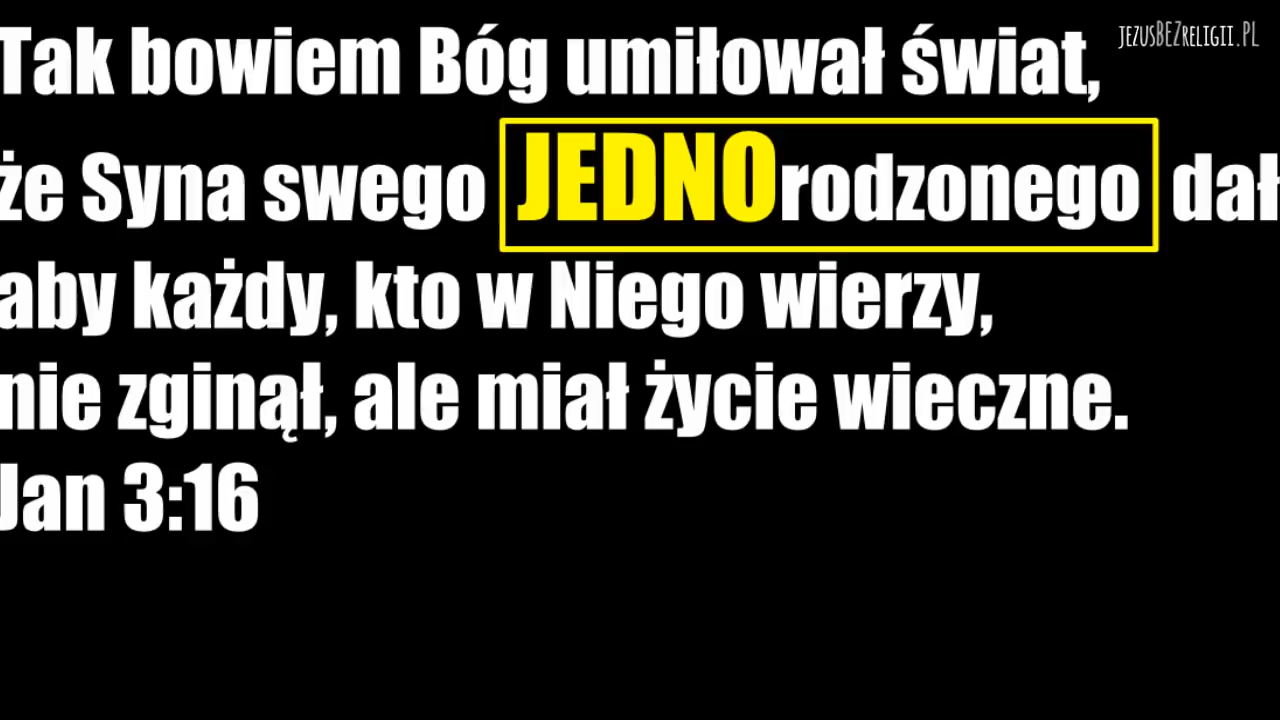 Tak bowiem Bóg umiłował świat,
że Syna swego JEDNOrodzonego dał
aby każdy, kto w Niego wierzy,
nie zginął, ale miał życie wieczne.
Jan 3:16
jezusBEZreligii.PL